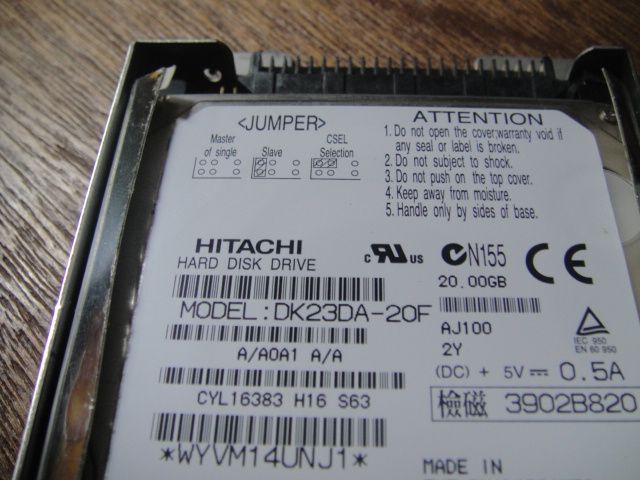 <JUMPER>
Master of single
Slave
CSEL Selection
ATTENTION
1. Do not open the cover;warranty void if
any seal or label is broken.
2. Do not subject to shock.
3. Do not push on the top cover.
4. Keep away from moisture.
5. Handle only by sides of base.
HITACHI
HARD DISK DRIVE
c RU us
N155
CE
20.00GB
MODEL:DK23DA-20F
AJ100
A/A0A1 A/A
2Y
IEC 950
EN 60 950
(DC) + 5V 0.5A
CYL16383 H16 S63
檢磁 3902B820
*WYVM14UNJ1*
MADE IN